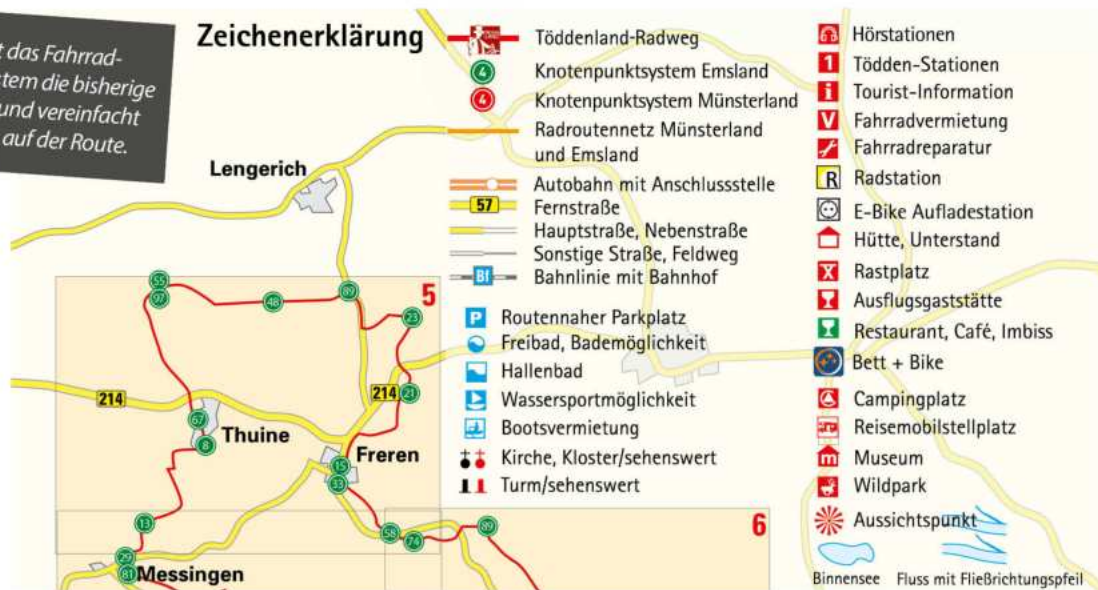 t das Fahrrad-
stem die bisherige
und vereinfacht
auf der Route.
Zeichenerklärung
Töddenland-Radweg
4 Knotenpunktsystem Emsland
4 Knotenpunktsystem Münsterland
Radroutennetz Münsterland
und Emsland
Autobahn mit Anschlussstelle
57 Fernstraße
Hauptstraße, Nebenstraße
Sonstige Straße, Feldweg
Bf Bahnlinie mit Bahnhof
P Routennaher Parkplatz
Freibad, Bademöglichkeit
Hallenbad
Wassersportmöglichkeit
Bootsvermietung
Kirche, Kloster/sehenswert
Turm/sehenswert
Hörstationen
1 Tödden-Stationen
i Tourist-Information
V Fahrradvermietung
Fahrradreparatur
R Radstation
E-Bike Aufladestation
Hütte, Unterstand
Rastplatz
Ausflugsgaststätte
Restaurant, Café, Imbiss
Bett + Bike
Campingplatz
Reisemobilstellplatz
m Museum
Wildpark
Aussichtspunkt
Binnensee
Fluss mit Fließrichtungspfeil
Lengerich
5
55
97
48
89
23
214
214
21
67
8
Thuine
Freren
15
33
13
58
74
89
6
29
81
Messingen